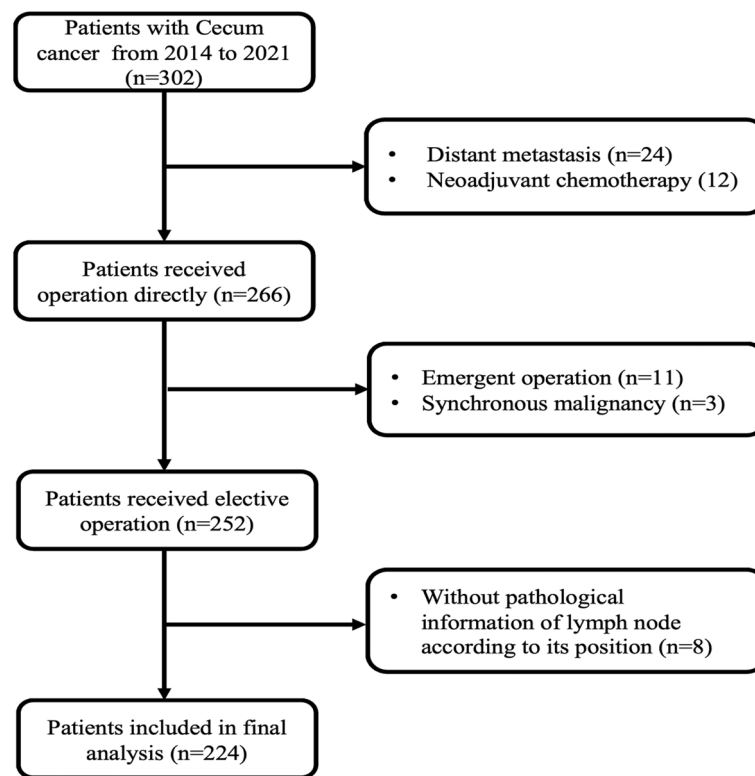 Patients with Cecum
cancer from 2014 to 2021
(n=302)
• Distant metastasis (n=24)
• Neoadjuvant chemotherapy (12)
Patients received
operation directly (n=266)
• Emergent operation (n=11)
• Synchronous malignancy (n=3)
Patients received elective
operation (n=252)
• Without pathological
information of lymph node
according to its position (n=8)
Patients included in final
analysis (n=224)